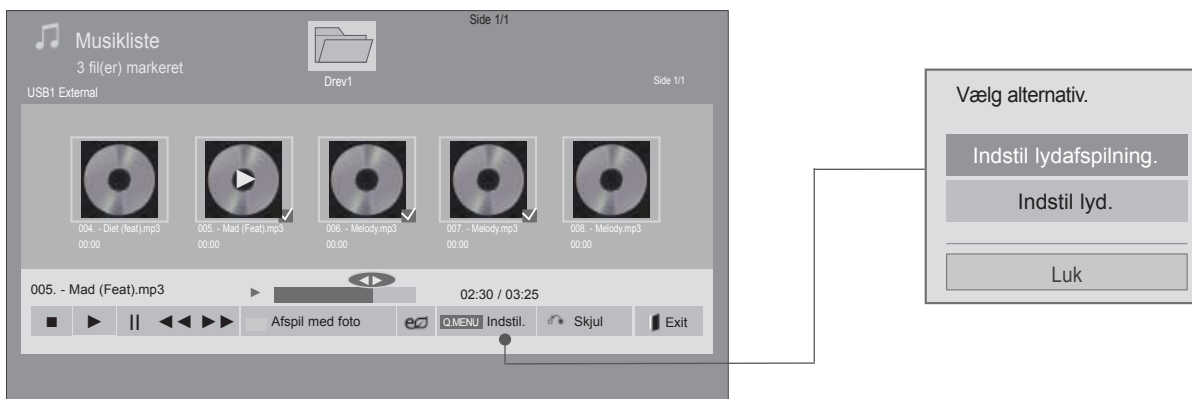 Side 1/1
Musikliste
3 fil(er) markeret
Drev1
Side 1/1
USB1 External
004. - Diet (feat).mp3
00:00
005. - Mad (Feat).mp3
00:00
006. - Melody.mp3
00:00
007. - Melody.mp3
00:00
008. - Melody.mp3
00:00
005. - Mad (Feat).mp3
02:30 / 03:25
Afspil med foto
Q.MENU Indstil.
Skjul
Exit
Vælg alternativ.
Indstil lydafspilning.
Indstil lyd.
Luk